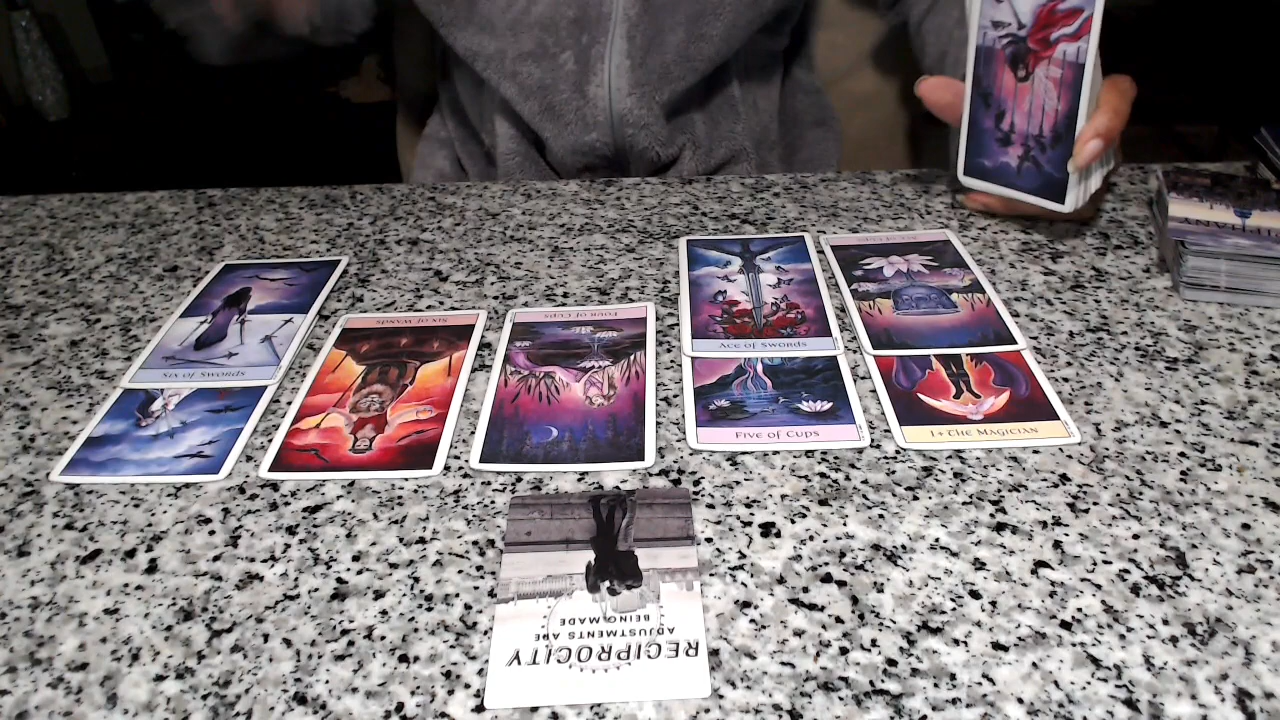 SIX OF SWORDS
SIX OF WANDS
FOUR OF CUPS
ACE OF SWORDS
FIVE OF CUPS
I + THE MAGICIAN
RECIPROCITY
ADJUSTMENTS ARE
BEING MADE